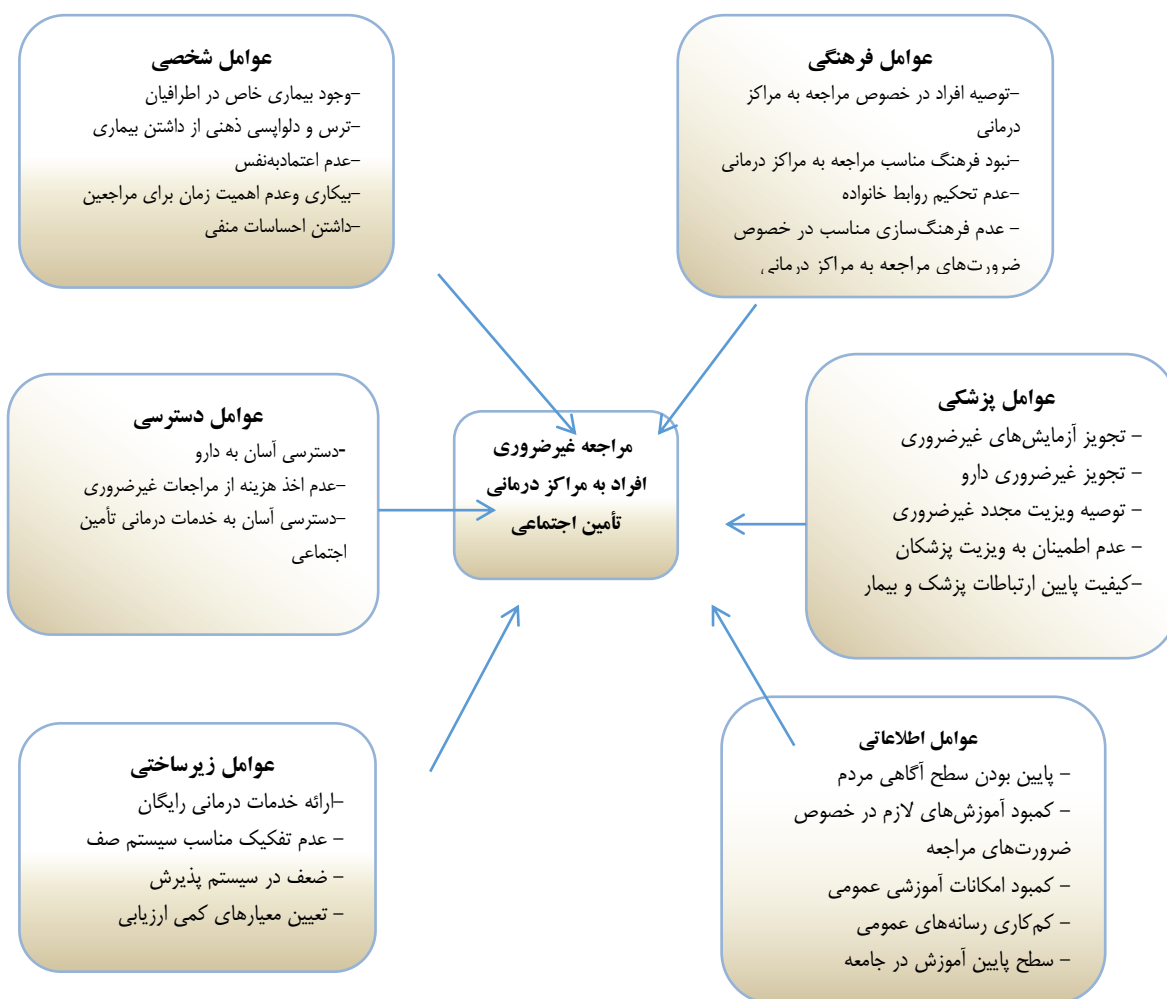 عوامل فرهنگی
-توصیه افراد در خصوص مراجعه به مراکز
درمانی
-نبود فرهنگ مناسب مراجعه به مراکز درمانی
-عدم تحکیم روابط خانواده
- عدم فرهنگ‌سازی مناسب در خصوص
ضرورت‌های مراجعه به مراکز درمانی
عوامل شخصی
-وجود بیماری خاص در اطرافیان
-ترس و دلواپسی ذهنی از داشتن بیماری
-عدم اعتمادبه‌نفس
-بیکاری وعدم اهمیت زمان برای مراجعین
-داشتن احساسات منفی
عوامل پزشکی
- تجویز آزمایش‌های غیرضروری
- تجویز غیرضروری دارو
- توصیه ویزیت مجدد غیرضروری
- عدم اطمینان به ویزیت پزشکان
-کیفیت پایین ارتباطات پزشک و بیمار
مراجعه غیرضروری
افراد به مراکز درمانی
تأمین اجتماعی
عوامل دسترسی
-دسترسی آسان به دارو
-عدم اخذ هزینه از مراجعات غیرضروری
-دسترسی آسان به خدمات درمانی تأمین
اجتماعی
عوامل اطلاعاتی
- پایین بودن سطح آگاهی مردم
- کمبود آموزش‌های لازم در خصوص
ضرورت‌های مراجعه
- کمبود امکانات آموزشی عمومی
- کم‌کاری رسانه‌های عمومی
- سطح پایین آموزش در جامعه
عوامل زیرساختی
-ارائه خدمات درمانی رایگان
- عدم تفکیک مناسب سیستم صف
- ضعف در سیستم پذیرش
- تعیین معیارهای کمی ارزیابی